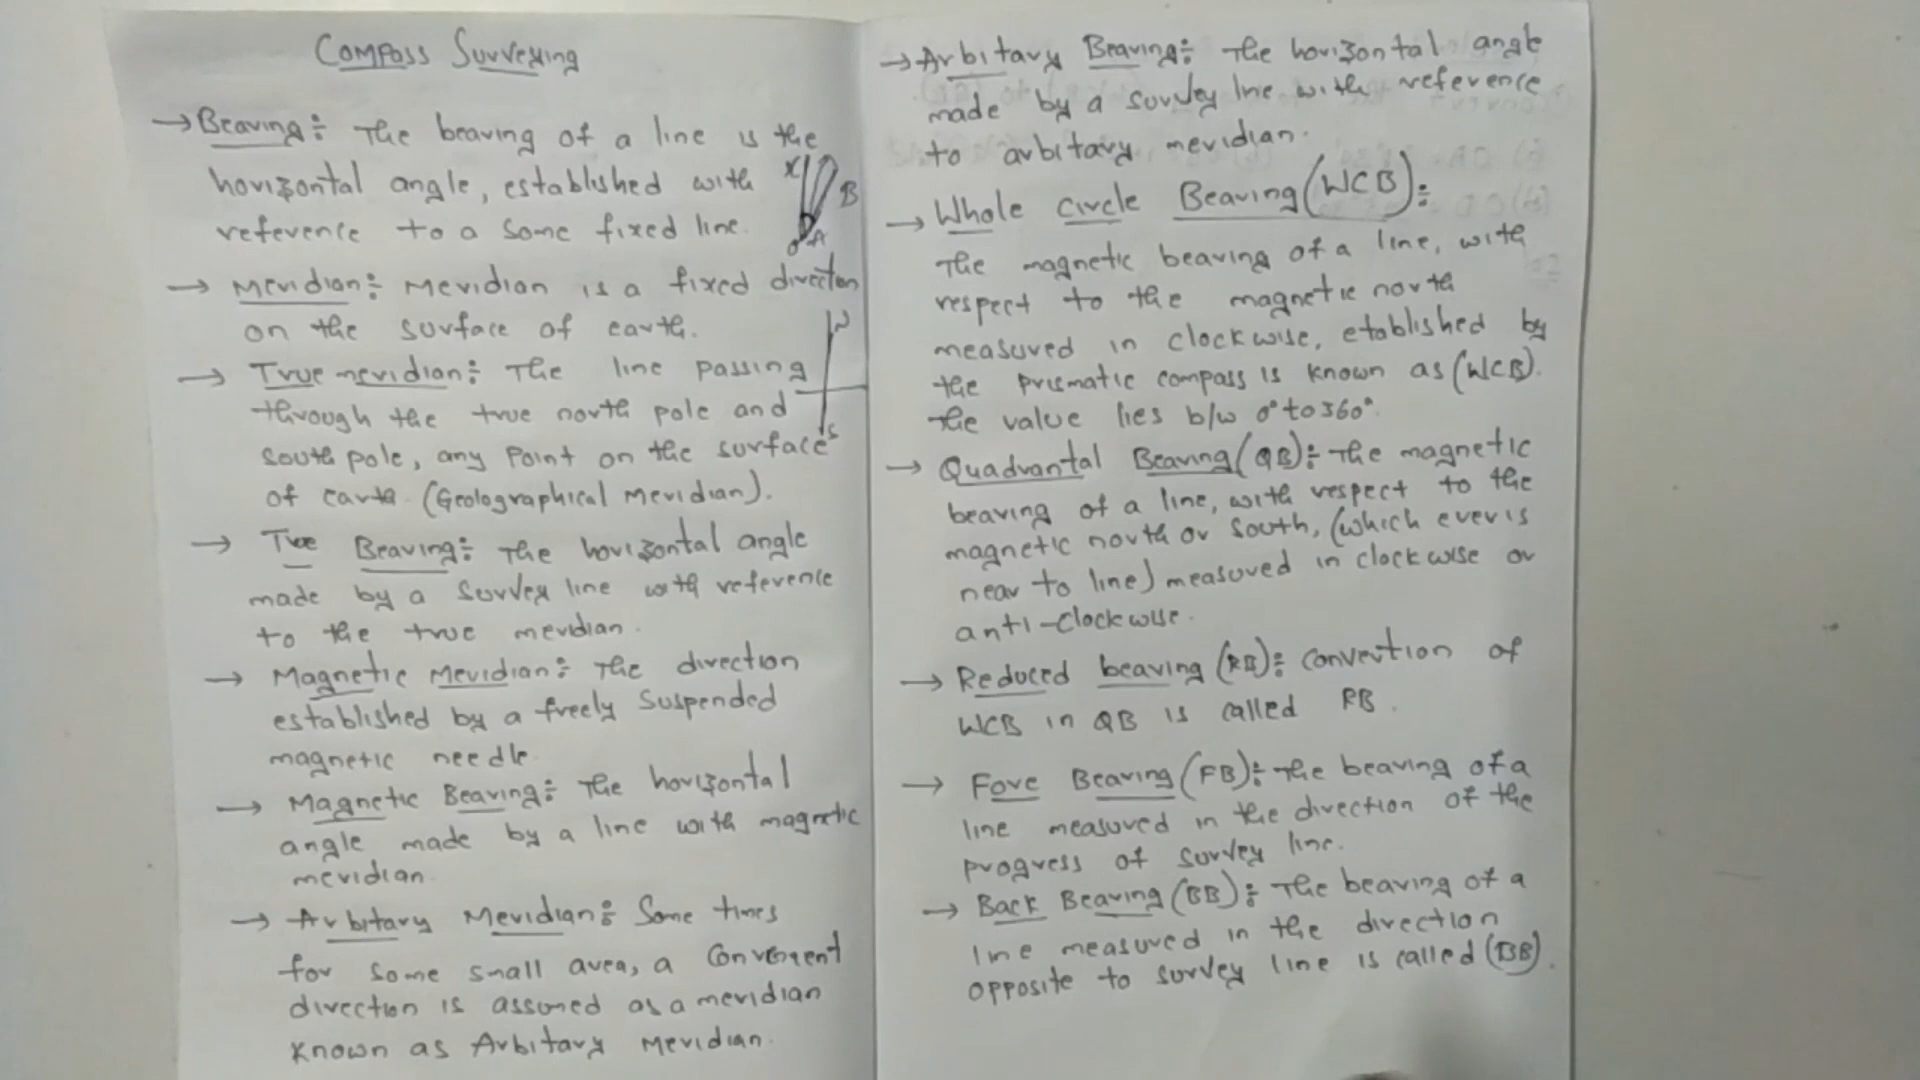 Compass Surveying
→ Bearing:- The bearing of a line is the
horizontal angle, established with
reference to a some fixed line.
X B
O A
→ Meridian:- Meridian is a fixed direction
on the surface of earth.
→ True meridian:- The line passing
through the true north pole and
south pole, any point on the surface
of earth. (Geolographical Meridian).
N
S
→ True Bearing:- The horizontal angle
made by a survey line with reference
to the true meridian.
→ Magnetic Meridian:- The direction
established by a freely suspended
magnetic needle.
→ Magnetic Bearing:- The horizontal
angle made by a line with magnetic
meridian.
→ Arbitary Meridian:- Some times
for some small area, a convenient
direction is assumed as a meridian
known as Arbitary Meridian.
→ Arbitary Bearing:- The horizontal angle
made by a survey line with reference
to arbitary meridian.
→ Whole circle Bearing (WCB):-
The magnetic bearing of a line, with
respect to the magnetic north
measured in clockwise, etablished by
the prismatic compass is known as (WCB).
The value lies b/w 0° to 360°.
→ Quadrantal Bearing (QB):- The magnetic
bearing of a line, with respect to the
magnetic north or south, (which ever is
near to line) measured in clockwise or
anti-clockwise.
→ Reduced bearing (RB):- convertion of
WCB in QB is called RB.
→ Fore Bearing (FB):- The bearing of a
line measured in the direction of the
progress of survey line.
→ Back Bearing (BB):- The bearing of a
line measured in the direction
opposite to survey line is called (BB).